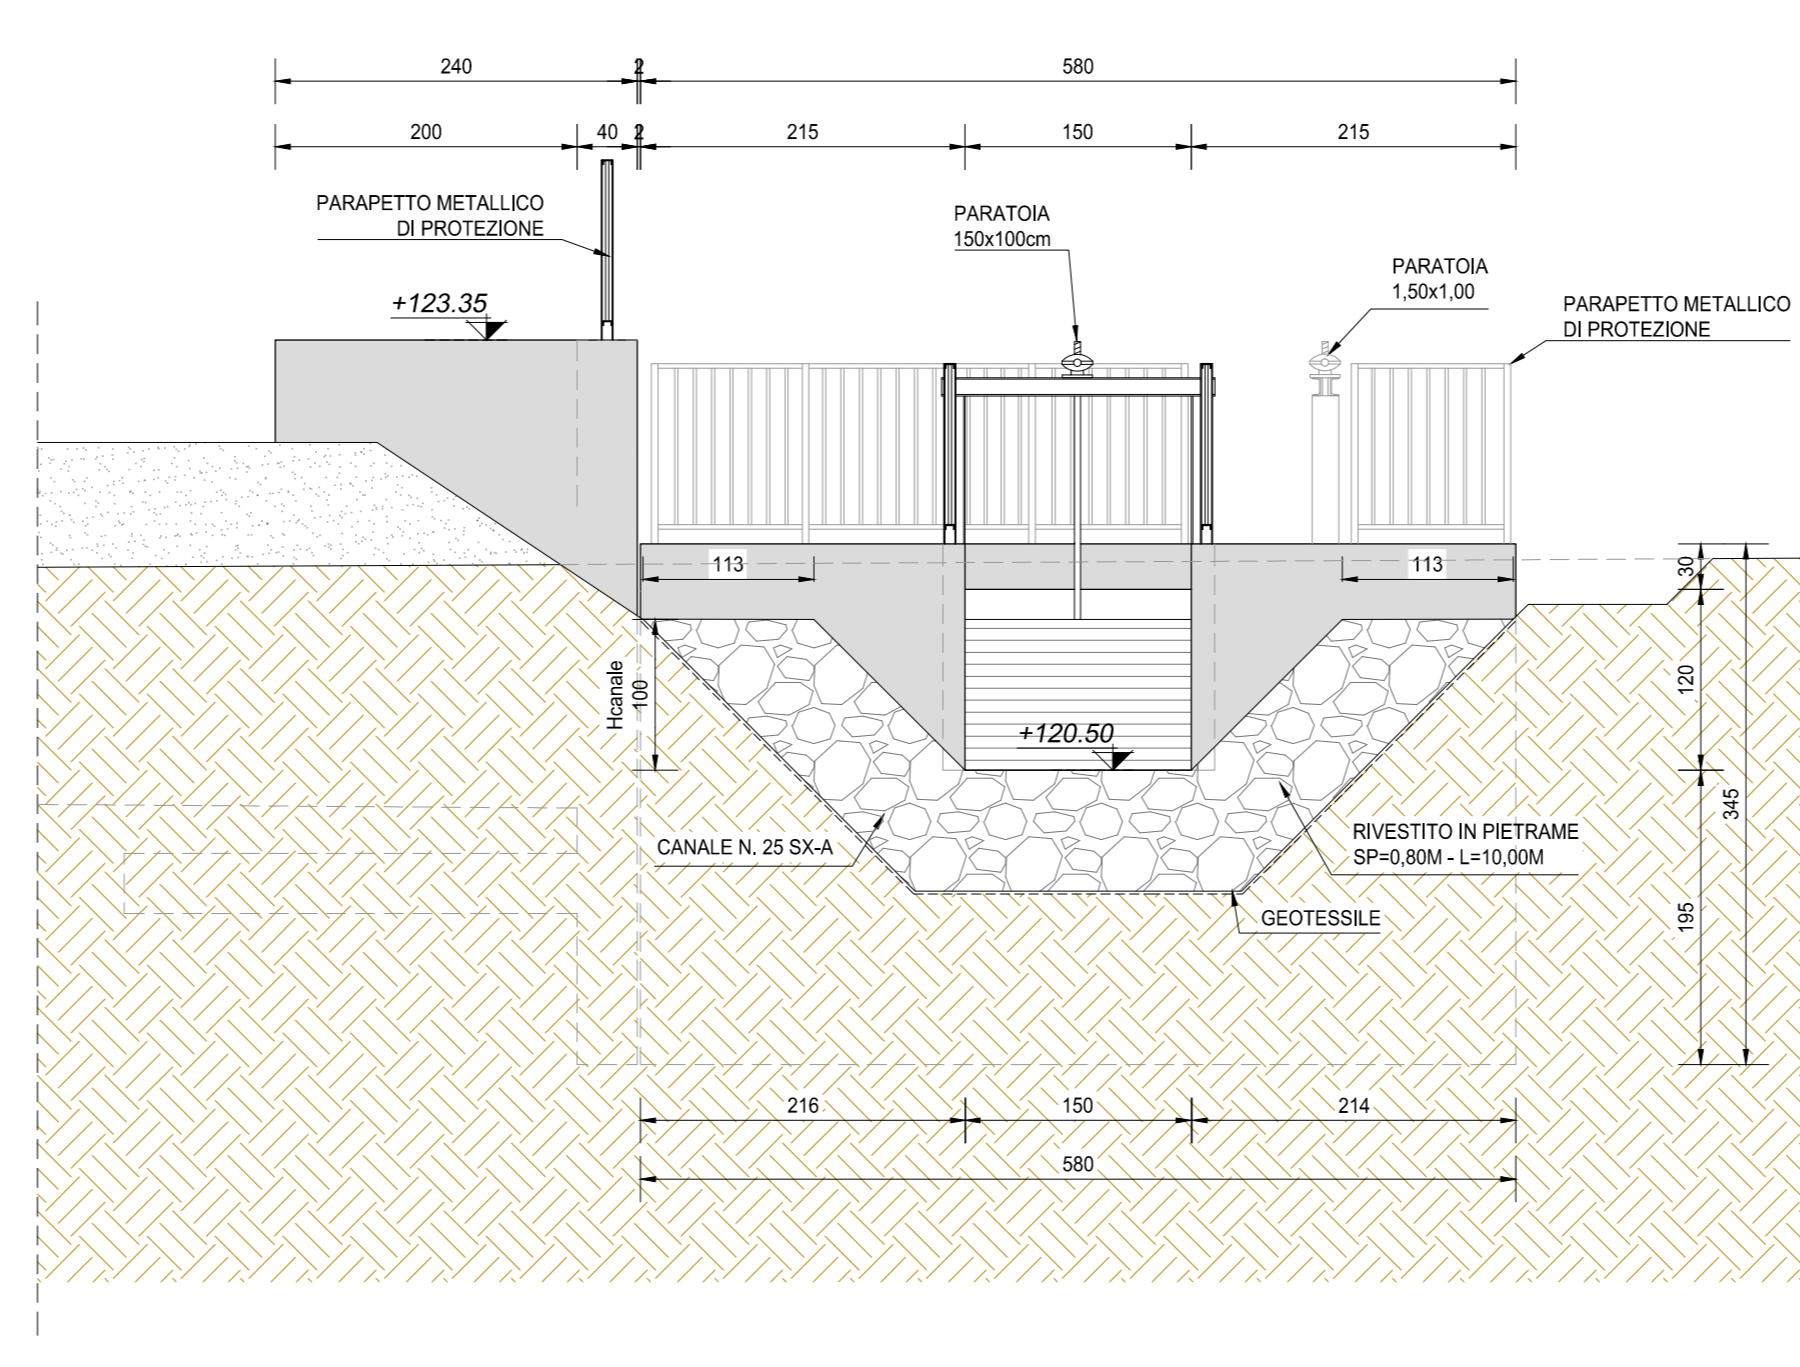 240
2
580
200
40
2
215
150
215
PARAPETTO METALLICO
DI PROTEZIONE
PARATOIA
150x100cm
PARATOIA
1,50x1,00
PARAPETTO METALLICO
DI PROTEZIONE
+123.35
113
113
30
Hcanale
100
120
+120.50
345
CANALE N. 25 SX-A
RIVESTITO IN PIETRAME
SP=0,80M - L=10,00M
GEOTESSILE
195
216
150
214
580